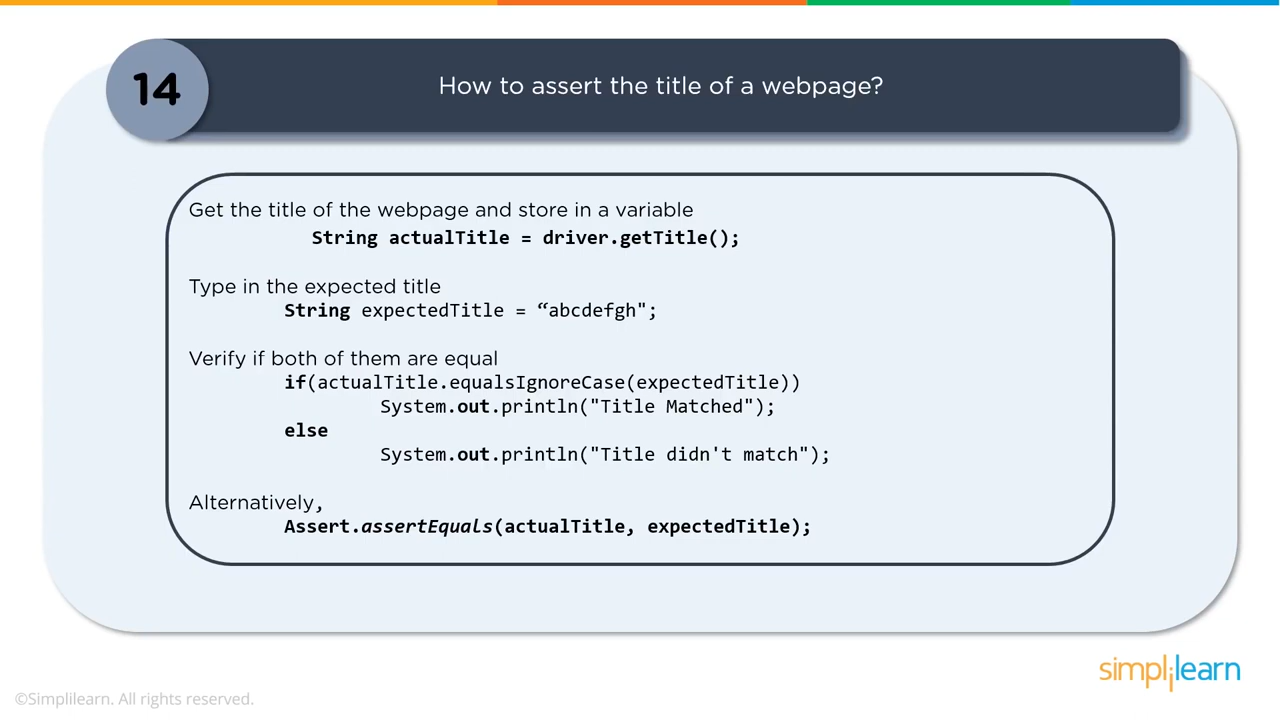 14
How to assert the title of a webpage?
Get the title of the webpage and store in a variable
String actualTitle = driver.getTitle();
Type in the expected title
String expectedTitle = “abcdefgh";
Verify if both of them are equal
if(actualTitle.equalsIgnoreCase(expectedTitle))
System.out.println("Title Matched");
else
System.out.println("Title didn't match");
Alternatively,
Assert.assertEquals(actualTitle, expectedTitle);
simplilearn
©Simplilearn. All rights reserved.